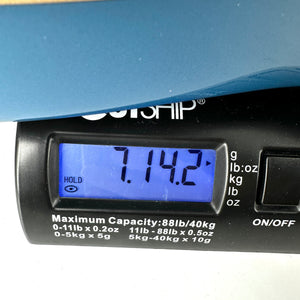 SHIP®
HOLD
7.14.2
g
lb:oz
kg
lb
oz
Maximum Capacity:88lb/40kg
0-11lb x 0.2oz 11lb - 88lb x 0.5oz
0-5kg x 5g 5kg-40kg x 10g
ON/OFF